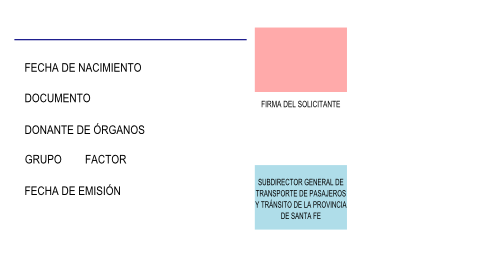 FECHA DE NACIMIENTO
DOCUMENTO
DONANTE DE ÓRGANOS
GRUPO FACTOR
FECHA DE EMISIÓN
FIRMA DEL SOLICITANTE
SUBDIRECTOR GENERAL DE
TRANSPORTE DE PASAJEROS
Y TRÁNSITO DE LA PROVINCIA
DE SANTA FE